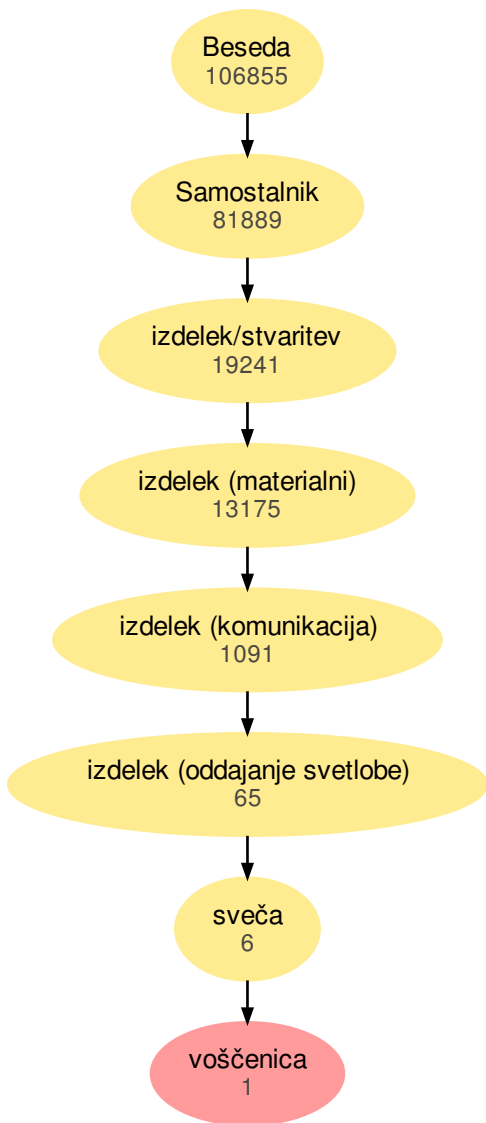 Beseda
106855
Samostalnik
81889
izdelek/stvaritev
19241
izdelek (materialni)
13175
izdelek (komunikacija)
1091
izdelek (oddajanje svetlobe)
65
sveča
6
voščenica
1